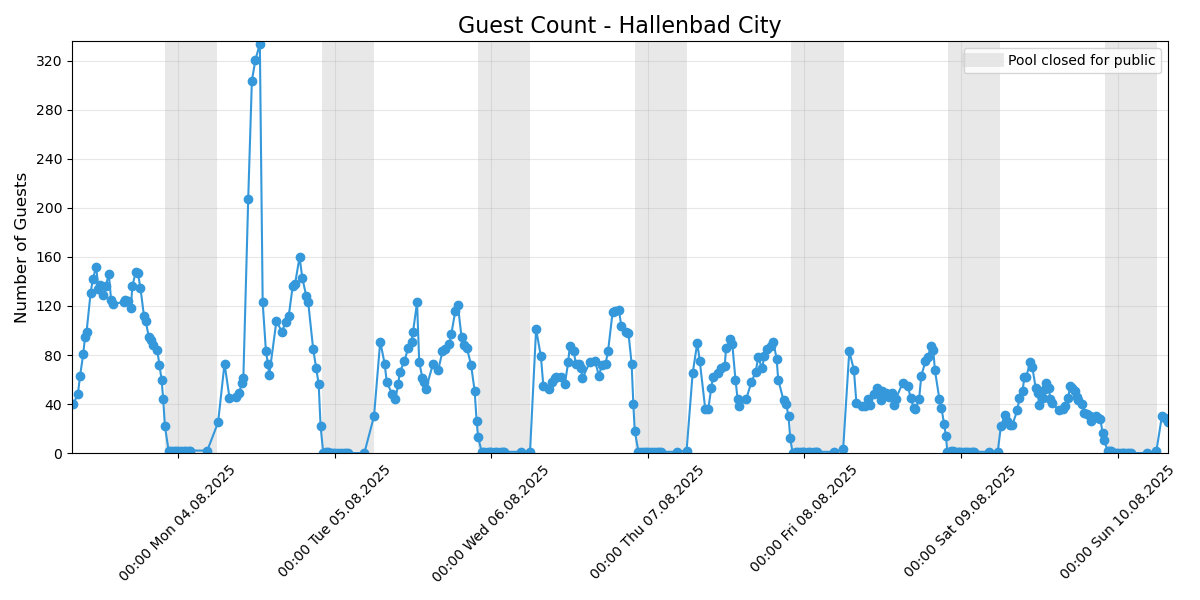 Guest Count - Hallenbad City
Pool closed for public
Number of Guests
320
280
240
200
160
120
80
40
0
00:00 Mon 04.08.2025
00:00 Tue 05.08.2025
00:00 Wed 06.08.2025
00:00 Thu 07.08.2025
00:00 Fri 08.08.2025
00:00 Sat 09.08.2025
00:00 Sun 10.08.2025